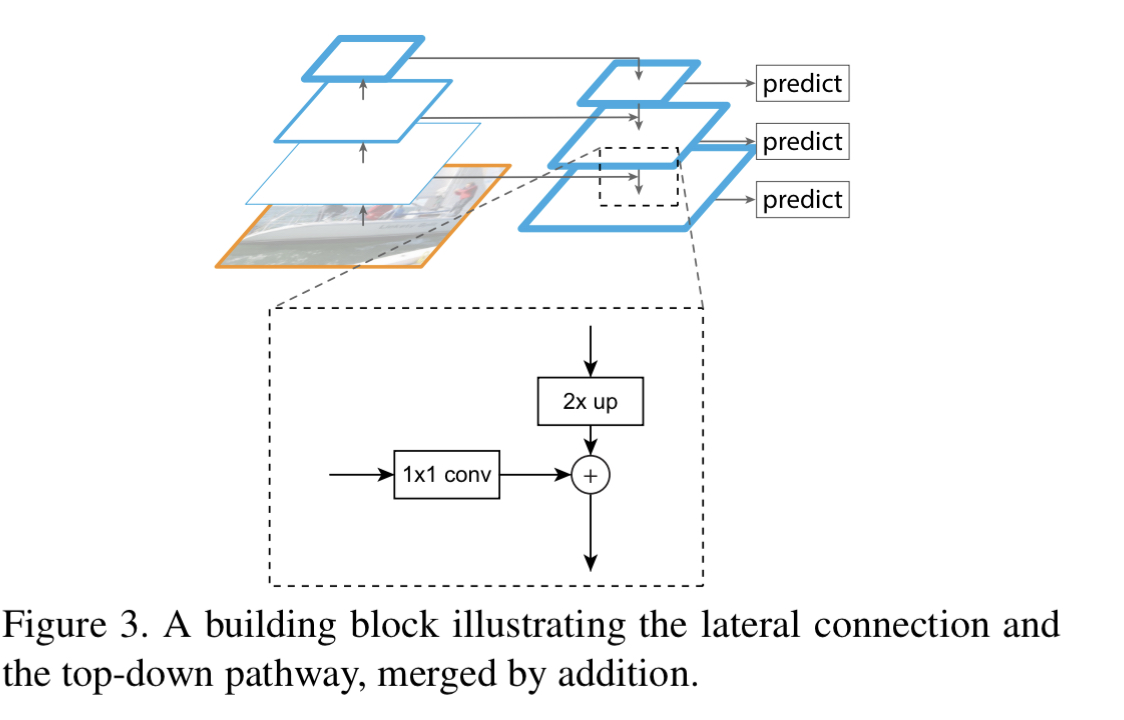 predict
predict
predict
2x up
1x1 conv
+
Figure 3. A building block illustrating the lateral connection and
the top-down pathway, merged by addition.